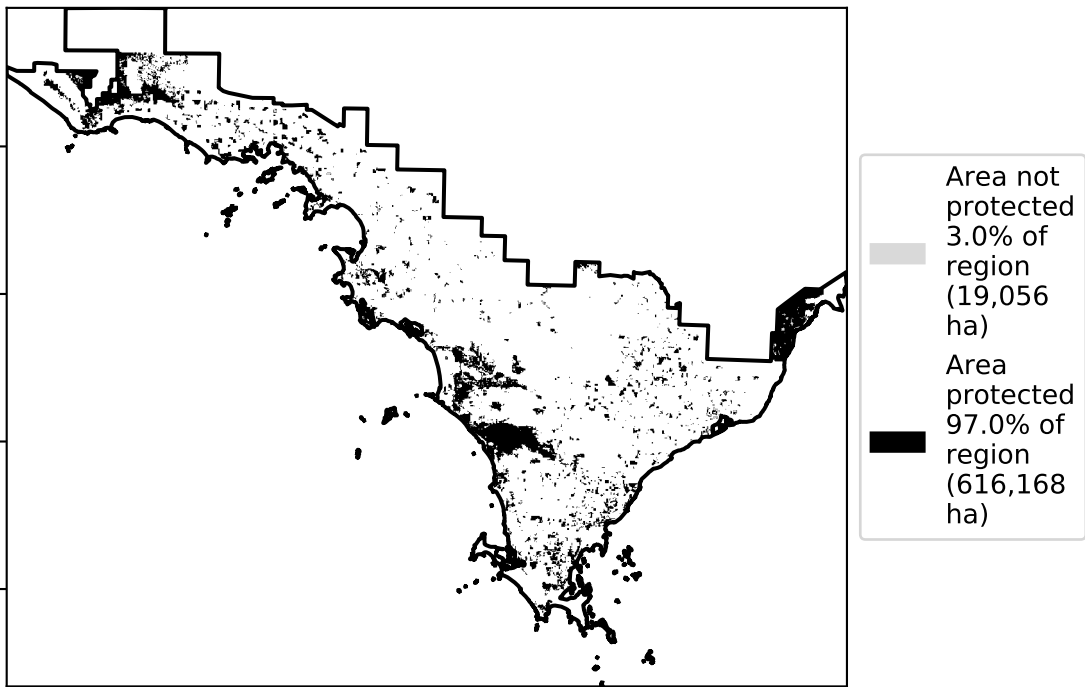 Area not
protected
3.0% of
region
(19,056
ha)
Area
protected
97.0% of
region
(616,168
ha)